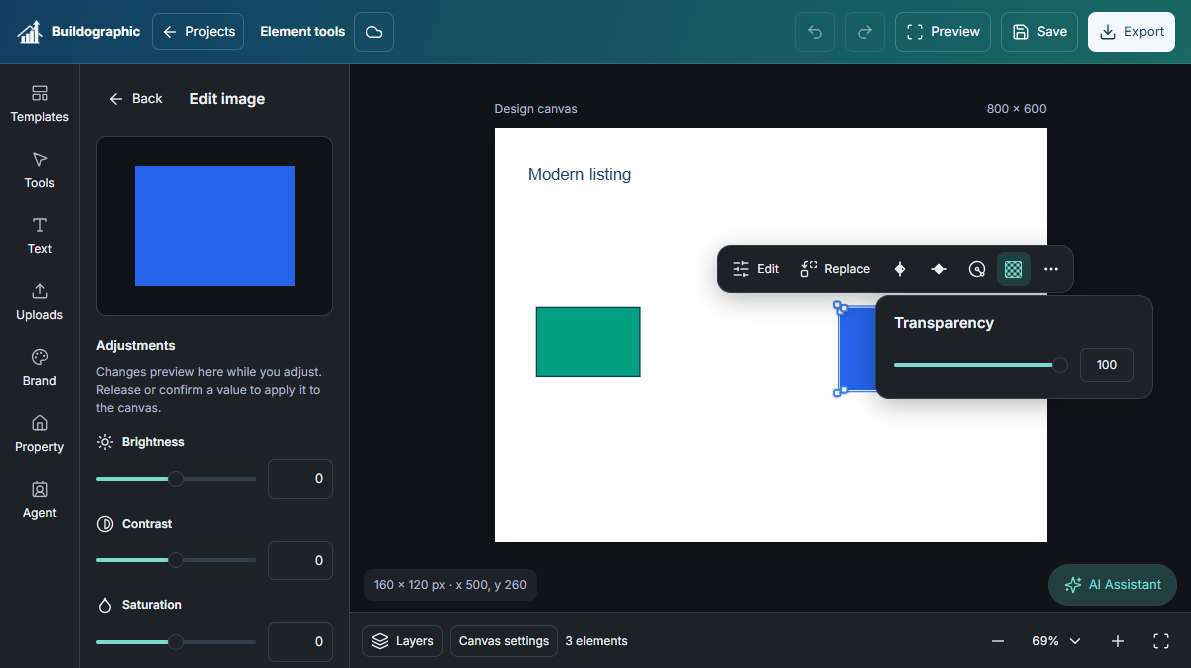 Buildographic
Projects
Element tools
Preview
Save
Export
Templates
Tools
Text
Uploads
Brand
Property
Agent
Back
Edit image
Adjustments
Changes preview here while you adjust.
Release or confirm a value to apply it to
the canvas.
Brightness
0
Contrast
0
Saturation
0
Design canvas
800 × 600
Modern listing
Edit
Replace
Transparency
100
160 × 120 px · x 500, y 260
AI Assistant
Layers
Canvas settings
3 elements
69%